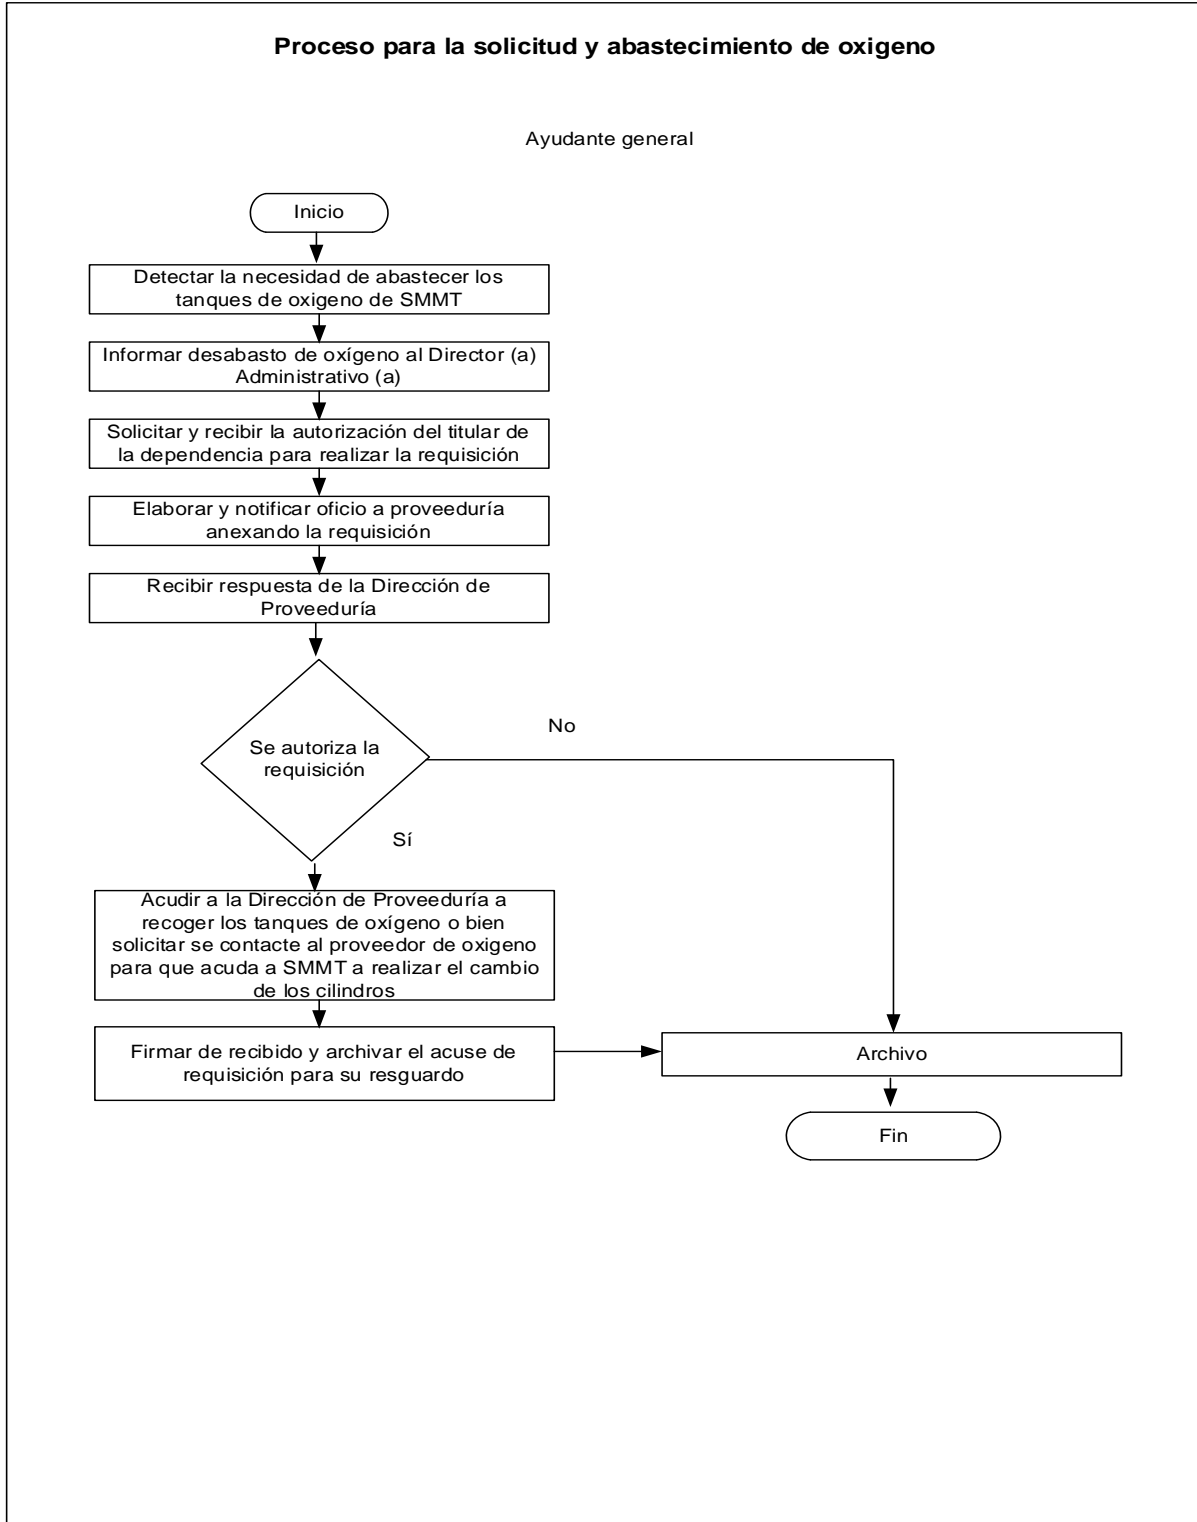 Proceso para la solicitud y abastecimiento de oxigeno
Ayudante general
Inicio
Detectar la necesidad de abastecer los
tanques de oxigeno de SMMT
Informar desabasto de oxígeno al Director (a)
Administrativo (a)
Solicitar y recibir la autorización del titular de
la dependencia para realizar la requisición
Elaborar y notificar oficio a proveeduría
anexando la requisición
Recibir respuesta de la Dirección de
Proveeduría
No
Se autoriza la
requisición
Sí
Acudir a la Dirección de Proveeduría a
recoger los tanques de oxígeno o bien
solicitar se contacte al proveedor de oxigeno
para que acuda a SMMT a realizar el cambio
de los cilindros
Firmar de recibido y archivar el acuse de
requisición para su resguardo
Archivo
Fin